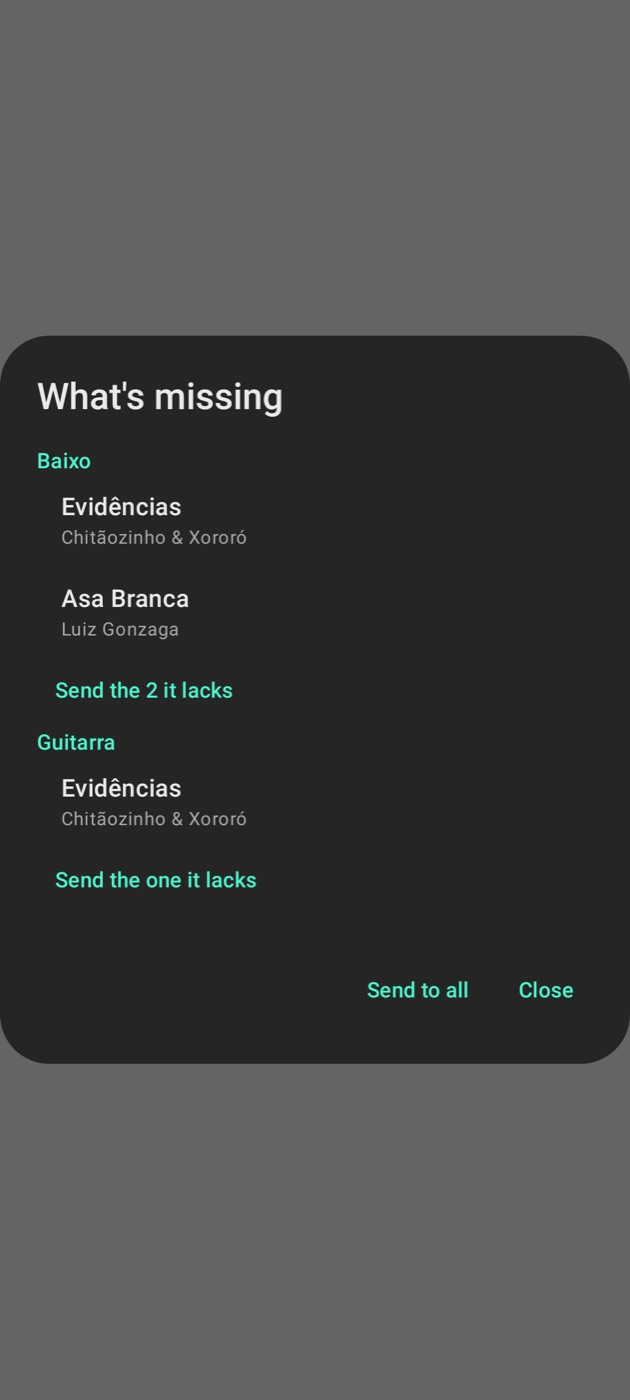 What's missing
Baixo
Evidências
Chitãozinho & Xororó
Asa Branca
Luiz Gonzaga
Send the 2 it lacks
Guitarra
Evidências
Chitãozinho & Xororó
Send the one it lacks
Send to all
Close